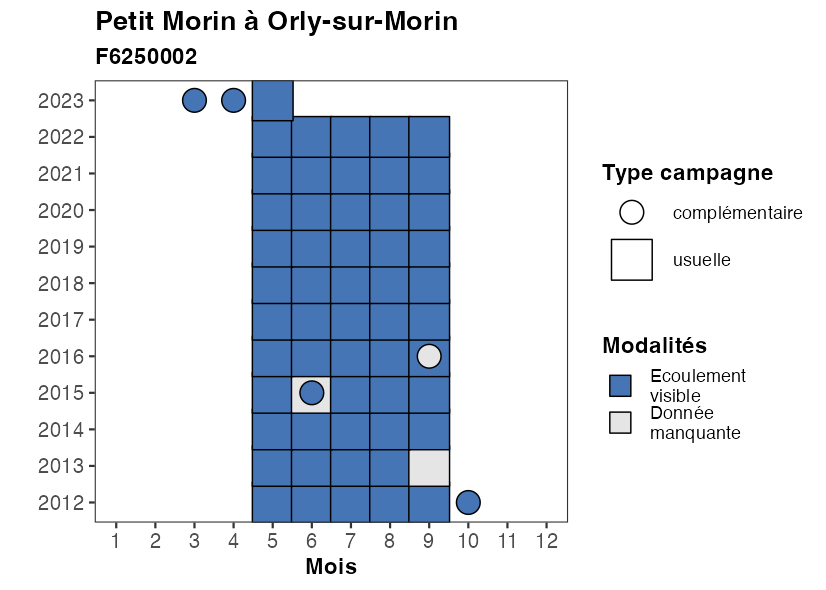 Petit Morin à Orly-sur-Morin
F6250002
2023
2022
2021
2020
2019
2018
2017
2016
2015
2014
2013
2012
1 2 3 4 5 6 7 8 9 10 11 12
Mois
Type campagne
complémentaire
usuelle
Modalités
Ecoulement
visible
Donnée
manquante